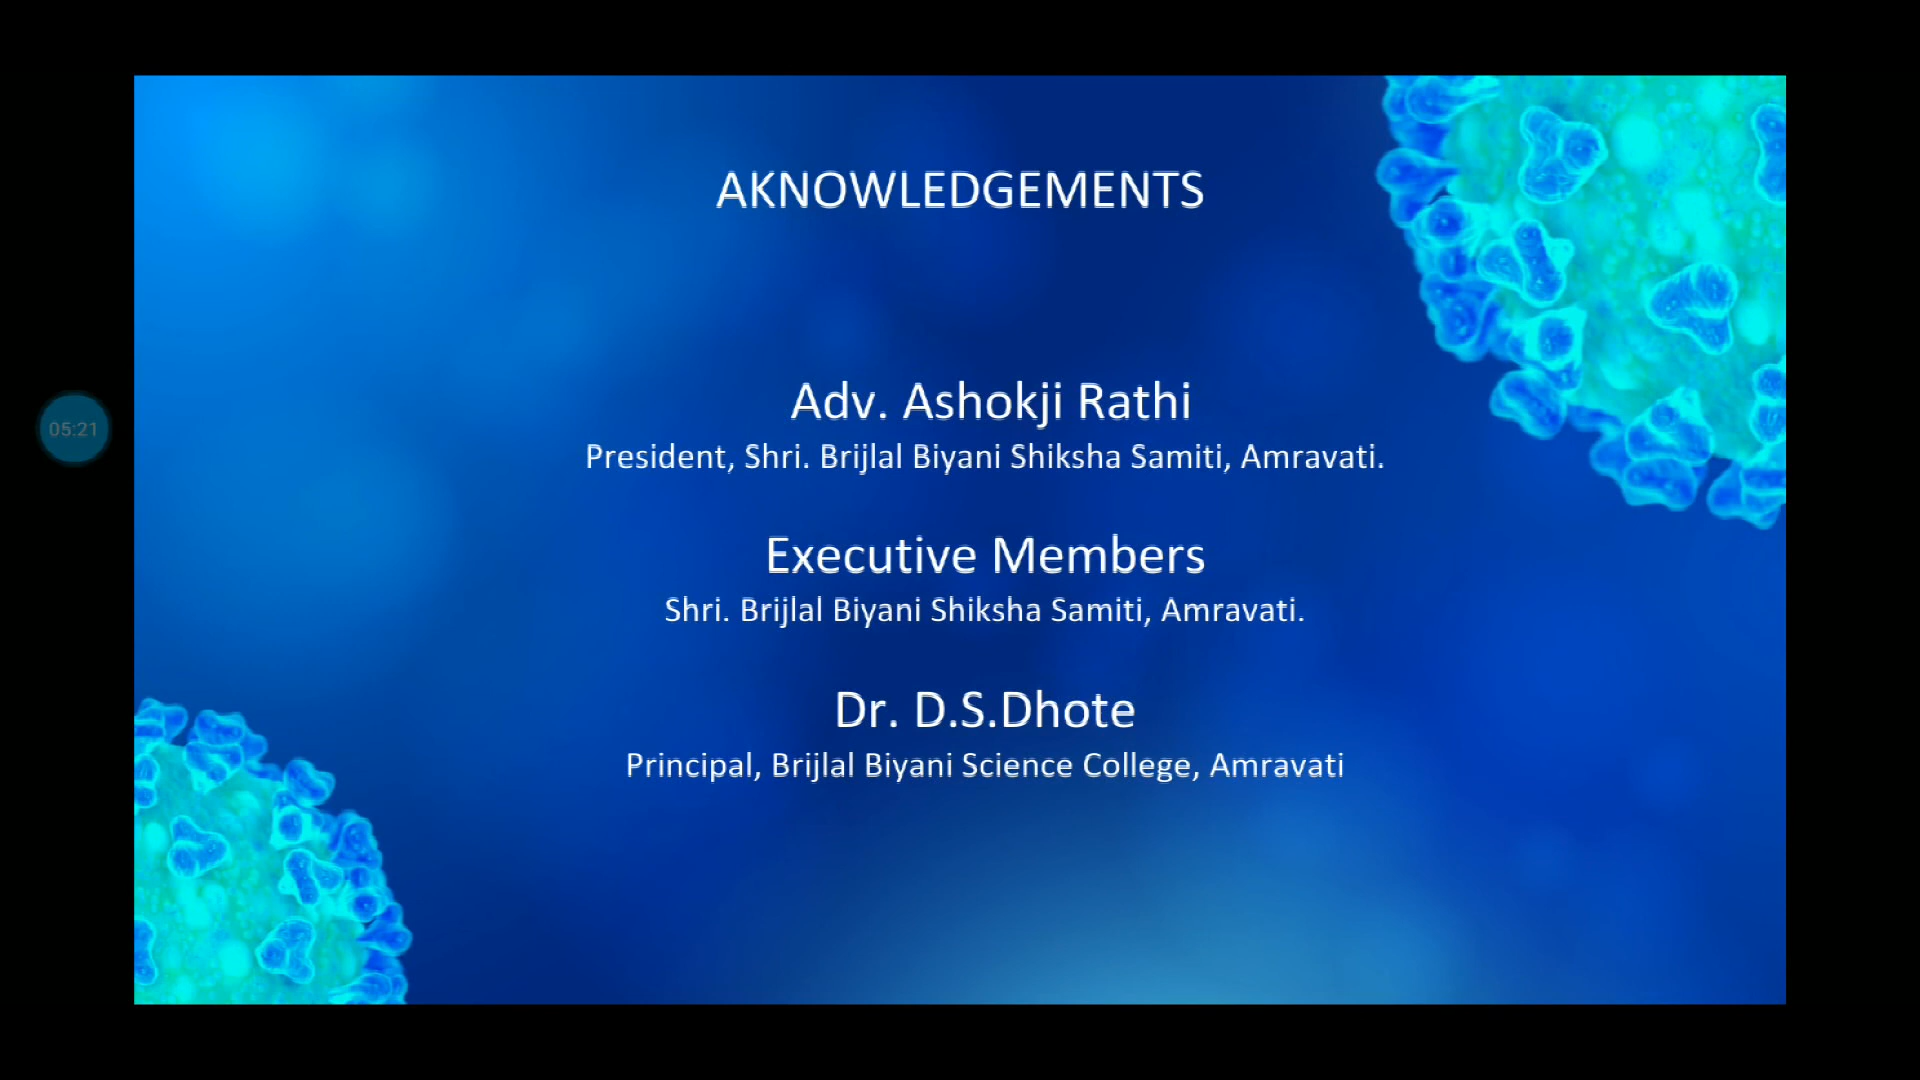 AKNOWLEDGEMENTS
05:21
Adv. Ashokji Rathi
President, Shri. Brijlal Biyani Shiksha Samiti, Amravati.
Executive Members
Shri. Brijlal Biyani Shiksha Samiti, Amravati.
Dr. D.S.Dhote
Principal, Brijlal Biyani Science College, Amravati